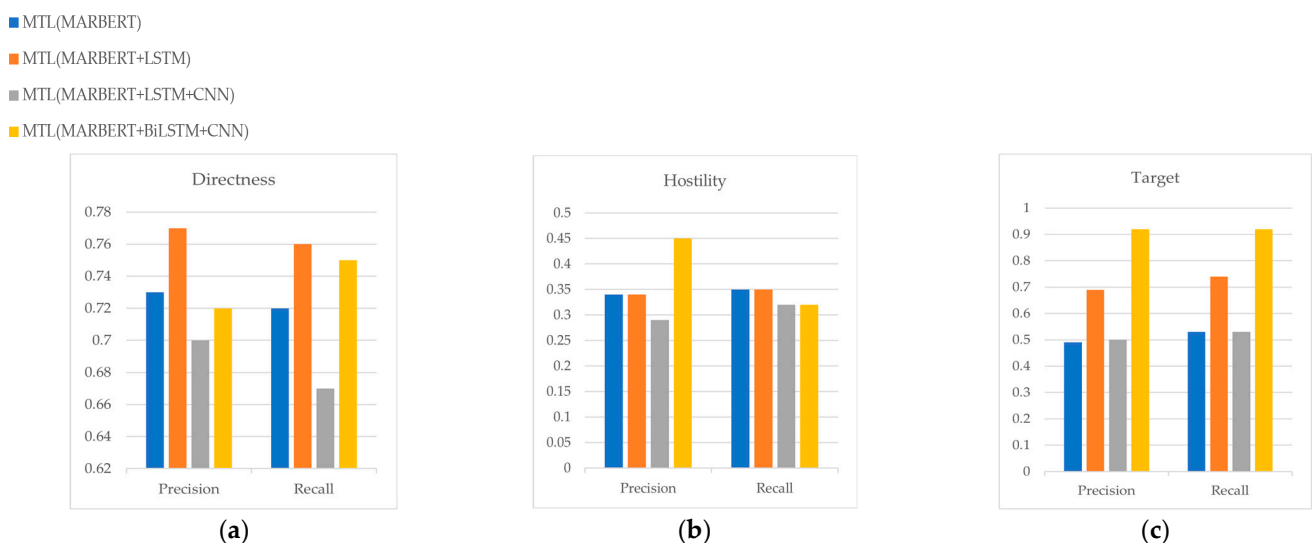 MTL(MARBERT)
MTL(MARBERT+LSTM)
MTL(MARBERT+LSTM+CNN)
MTL(MARBERT+BiLSTM+CNN)
Directness
0.78
0.76
0.74
0.72
0.7
0.68
0.66
0.64
0.62
Precision Recall
(a)
Hostility
0.5
0.45
0.4
0.35
0.3
0.25
0.2
0.15
0.1
0.05
0
Precision Recall
(b)
Target
1
0.9
0.8
0.7
0.6
0.5
0.4
0.3
0.2
0.1
0
Precision Recall
(c)